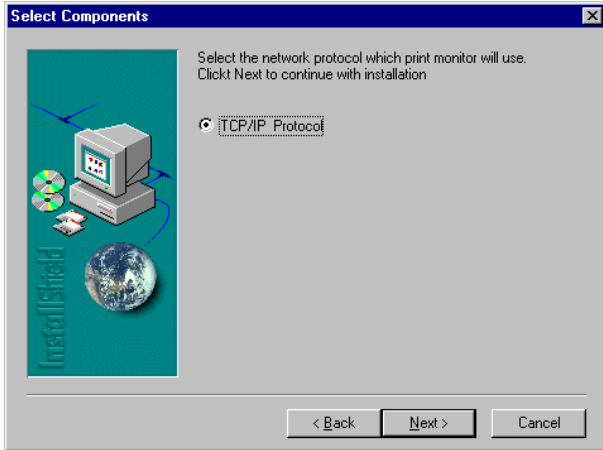 Select Components
Select the network protocol which print monitor will use.
Clickt Next to continue with installation
TCP/IP Protocol
InstallShield
< Back
Next >
Cancel